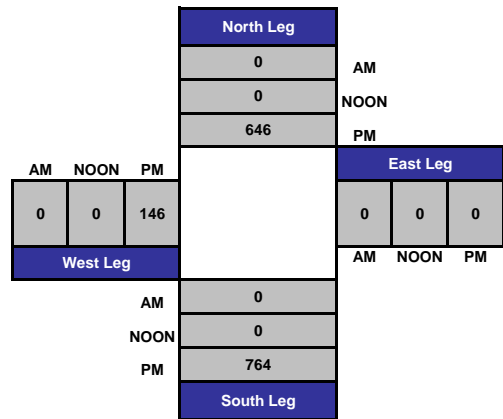 North Leg
0 AM
0 NOON
646 PM
AM NOON PM
East Leg
0 0 146
0 0 0
West Leg
AM NOON PM
AM 0
NOON 0
PM 764
South Leg